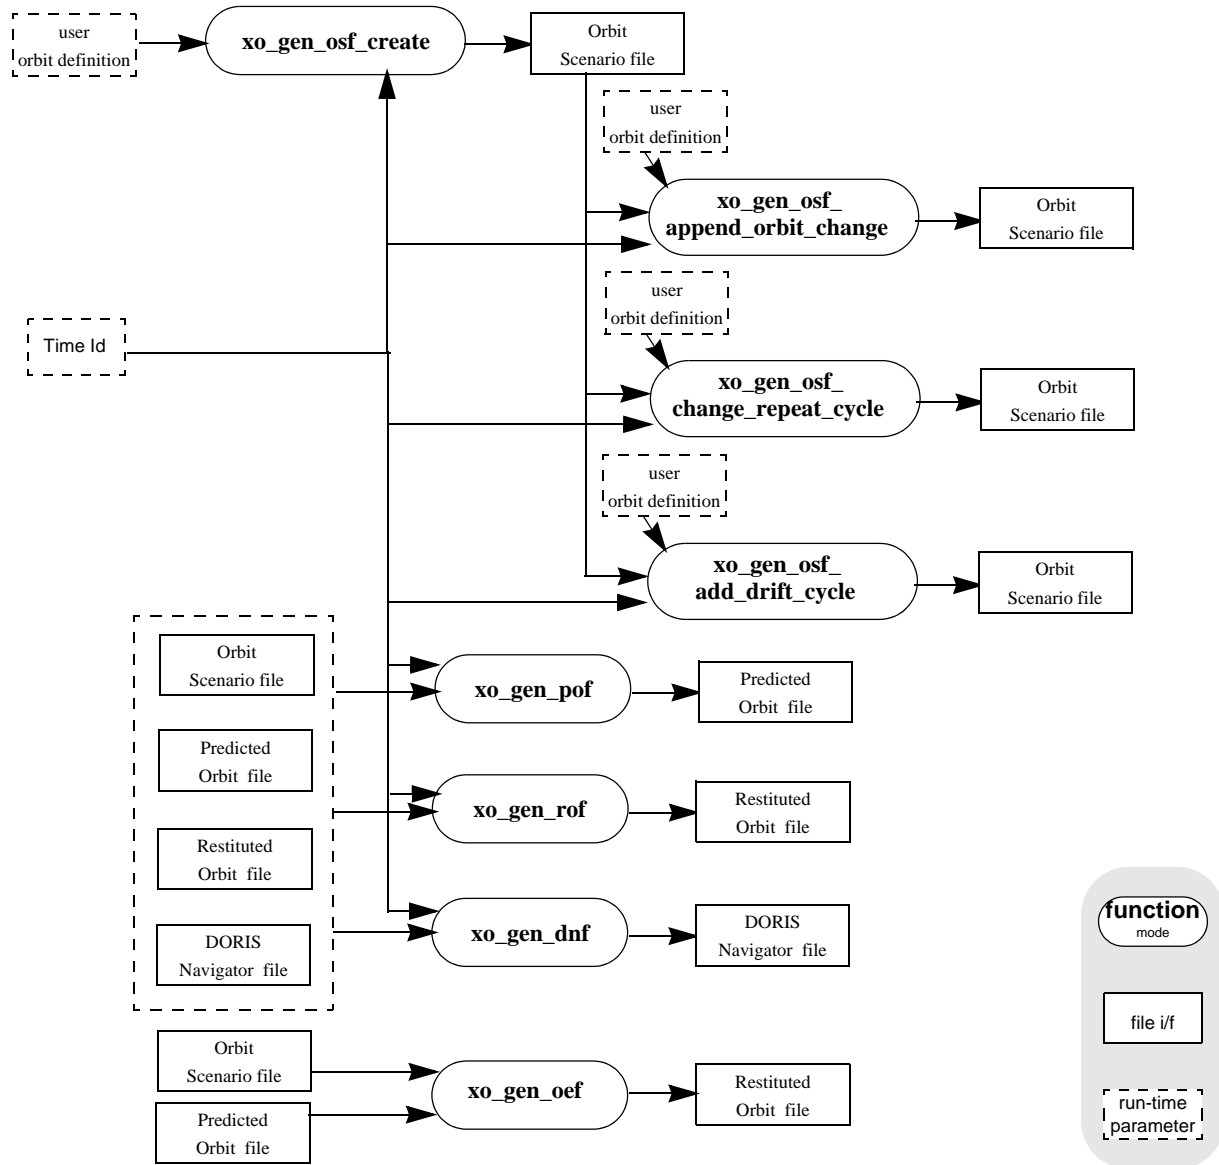 user
orbit definition
xo_gen_osf_create
Orbit
Scenario file
user
orbit definition
xo_gen_osf_
append_orbit_change
Orbit
Scenario file
user
orbit definition
Time Id
xo_gen_osf_
change_repeat_cycle
Orbit
Scenario file
user
orbit definition
xo_gen_osf_
add_drift_cycle
Orbit
Scenario file
Orbit
Scenario file
xo_gen_pof
Predicted
Orbit file
Predicted
Orbit file
xo_gen_rof
Restituted
Orbit file
Restituted
Orbit file
DORIS
Navigator file
xo_gen_dnf
DORIS
Navigator file
Orbit
Scenario file
Predicted
Orbit file
xo_gen_oef
Restituted
Orbit file
function
mode
file i/f
run-time
parameter